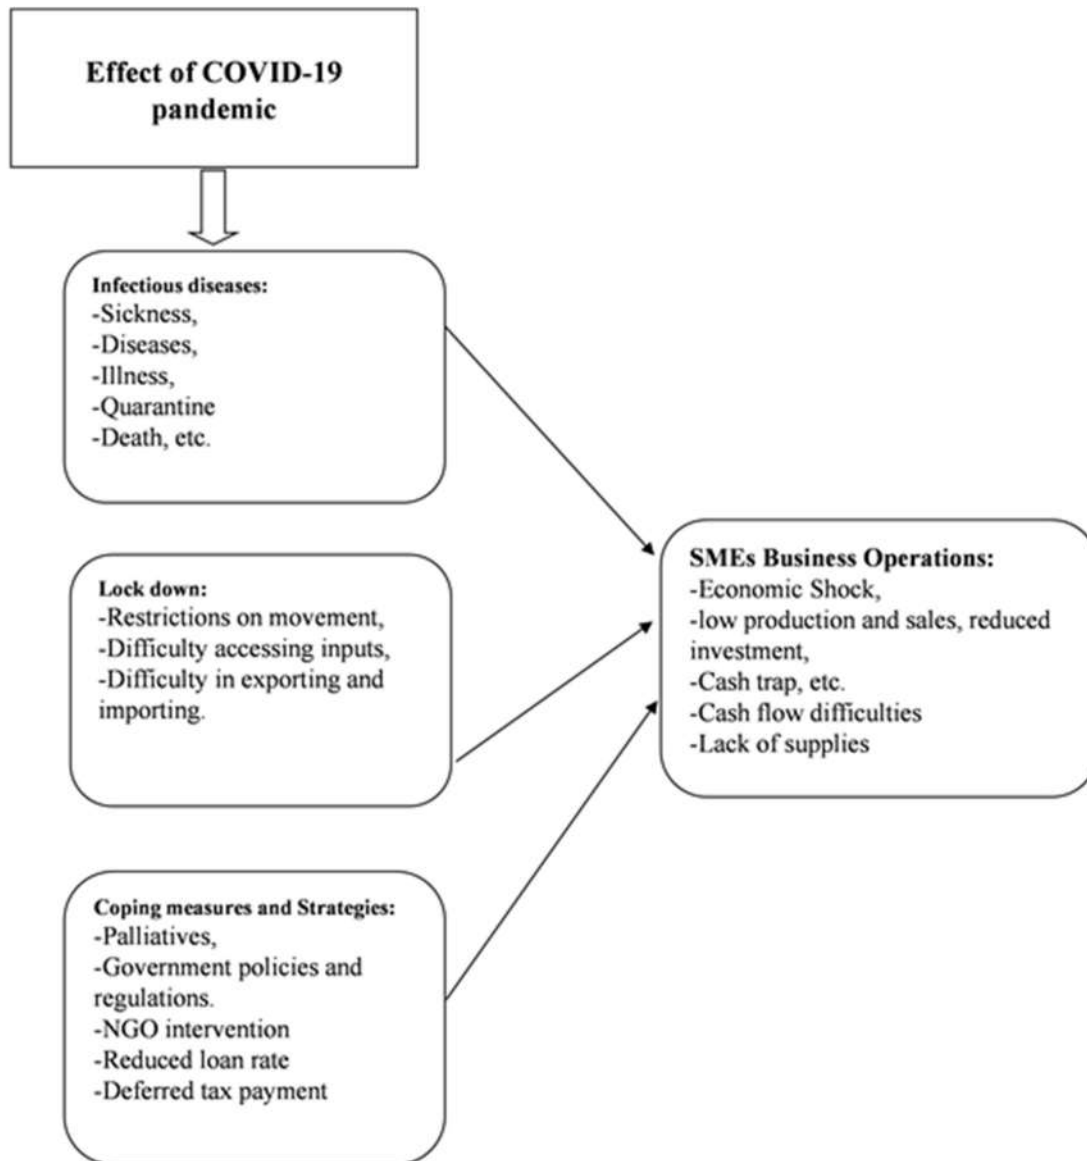 Effect of COVID-19
pandemic
Infectious diseases:
-Sickness,
-Diseases,
-Illness,
-Quarantine
-Death, etc.
Lock down:
-Restrictions on movement,
-Difficulty accessing inputs,
-Difficulty in exporting and
importing.
Coping measures and Strategies:
-Palliatives,
-Government policies and
regulations.
-NGO intervention
-Reduced loan rate
-Deferred tax payment
SMEs Business Operations:
-Economic Shock,
-low production and sales, reduced
investment,
-Cash trap, etc.
-Cash flow difficulties
-Lack of supplies